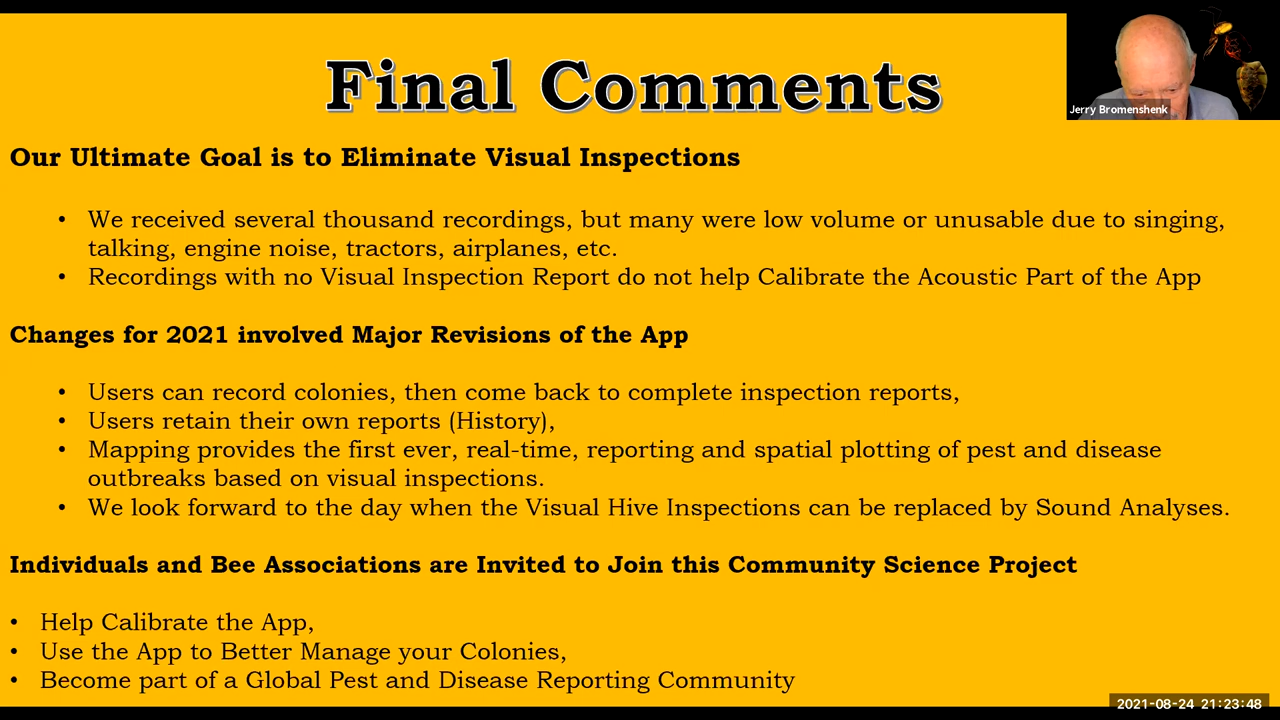 Final Comments
Jerry Bromenshenk
Our Ultimate Goal is to Eliminate Visual Inspections
• We received several thousand recordings, but many were low volume or unusable due to singing,
talking, engine noise, tractors, airplanes, etc.
• Recordings with no Visual Inspection Report do not help Calibrate the Acoustic Part of the App
Changes for 2021 involved Major Revisions of the App
• Users can record colonies, then come back to complete inspection reports,
• Users retain their own reports (History),
• Mapping provides the first ever, real-time, reporting and spatial plotting of pest and disease
outbreaks based on visual inspections.
• We look forward to the day when the Visual Hive Inspections can be replaced by Sound Analyses.
Individuals and Bee Associations are Invited to Join this Community Science Project
• Help Calibrate the App,
• Use the App to Better Manage your Colonies,
• Become part of a Global Pest and Disease Reporting Community
2021-08-24 21:23:48